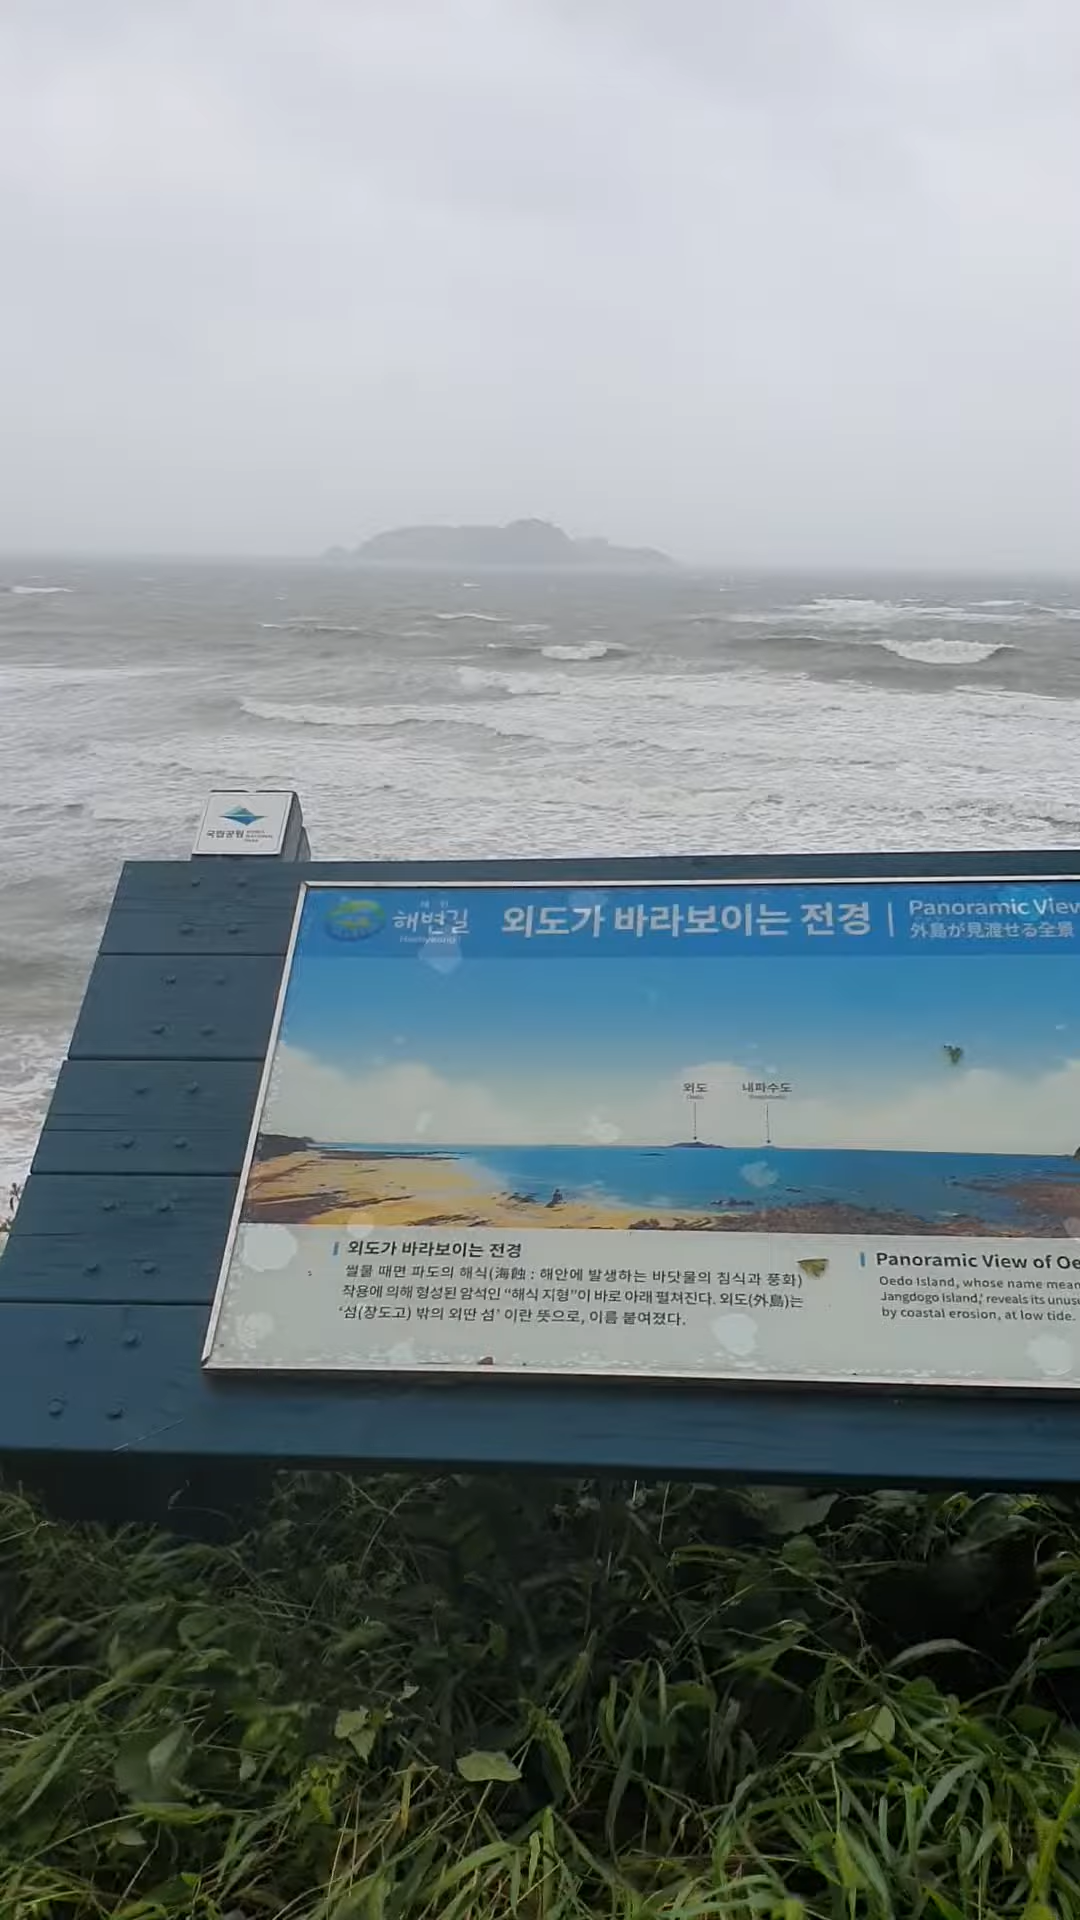 국립공원 KOREA NATIONAL PARK
해변길
외도가 바라보이는 전경 | Panoramic View
外島が見渡せる全景
외도 내파수도
외도가 바라보이는 전경
썰물 때면 파도의 해식(海蝕 : 해안에 발생하는 바닷물의 침식과 풍화)
작용에 의해 형성된 암석인 “해식 지형”이 바로 아래 펼쳐진다. 외도(外島)는
‘섬(장도고) 밖의 외딴 섬’ 이란 뜻으로, 이름 붙여졌다.
Panoramic View of Oe
Oedo Island, whose name mean
Jangdogo Island,' reveals its unus
by coastal erosion, at low tide.